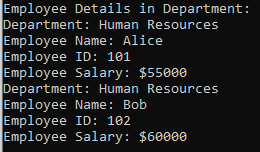 Employee Details in Department:
Department: Human Resources
Employee Name: Alice
Employee ID: 101
Employee Salary: $55000
Department: Human Resources
Employee Name: Bob
Employee ID: 102
Employee Salary: $60000